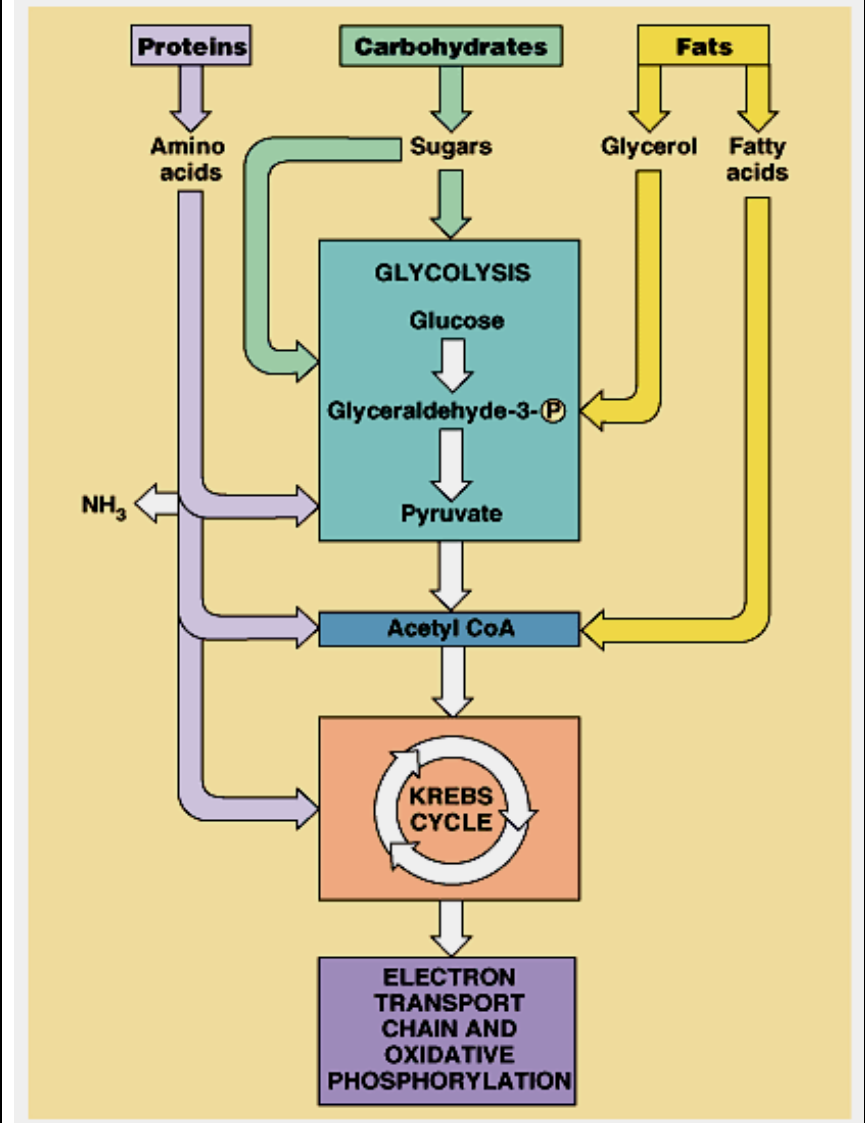 Proteins
Carbohydrates
Fats
Amino
acids
Sugars
Glycerol
Fatty
acids
GLYCOLYSIS
Glucose
Glyceraldehyde-3-P
NH3
Pyruvate
Acetyl CoA
KREBS
CYCLE
ELECTRON
TRANSPORT
CHAIN AND
OXIDATIVE
PHOSPHORYLATION